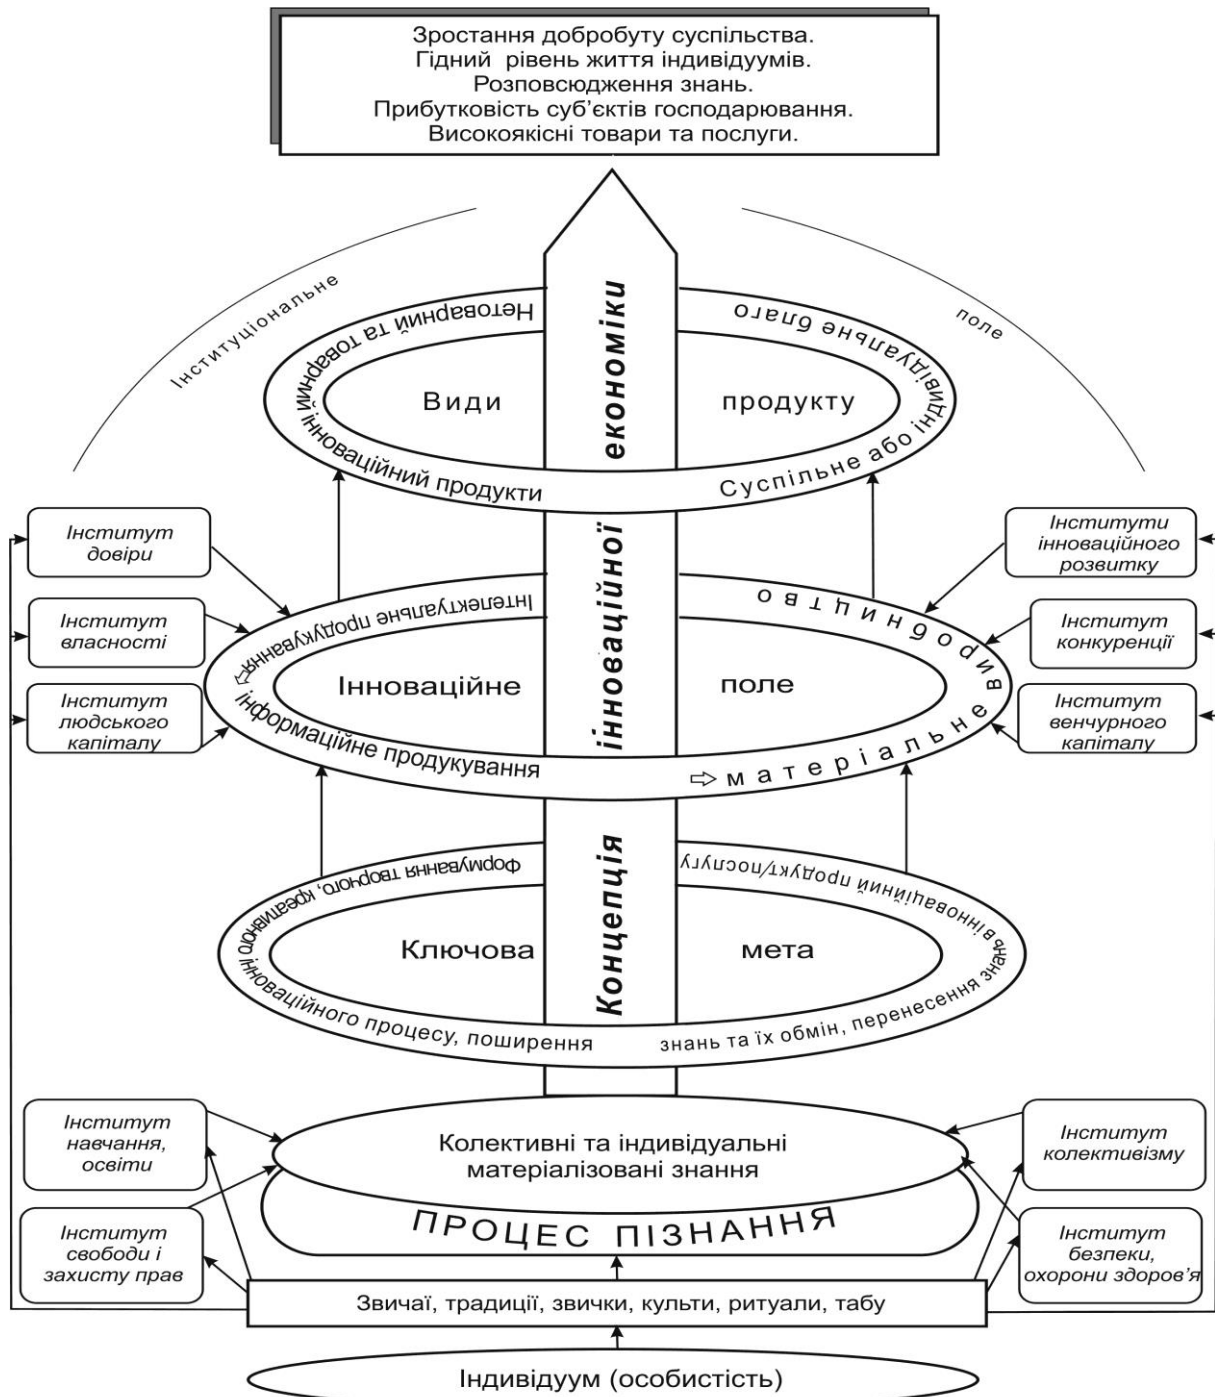 Зростання добробуту суспільства.
Гідний рівень життя індивідуумів.
Розповсюдження знань.
Прибутковість суб’єктів господарювання.
Високоякісні товари та послуги.
Інституціональне
поле
Нетоварний та товарний
інноваційний продукти
Суспільне або індивідуальне благо
Види
продукту
Інститут
довіри
Інститут
власності
Інститут
людського
капіталу
Інститути
інноваційного
розвитку
Інститут
конкуренції
Інститут
венчурного
капіталу
Інтелектуальне продукування⇨
інформаційне продукування
⇨матеріальне виробництво
Інноваційне
поле
Концепція інноваційної економіки
Формування творчого, креативного
інноваційного процесу, поширення
знань та їх обмін, перенесення знань в інноваційний продукт/послугу
Ключова
мета
Інститут
навчання,
освіти
Інститут
свободи і
захисту прав
Колективні та індивідуальні
матеріалізовані знання
ПРОЦЕС ПІЗНАННЯ
Інститут
колективізму
Інститут
безпеки,
охорони здоров’я
Звичаї, традиції, звички, культи, ритуали, табу
Індивідуум (особистість)